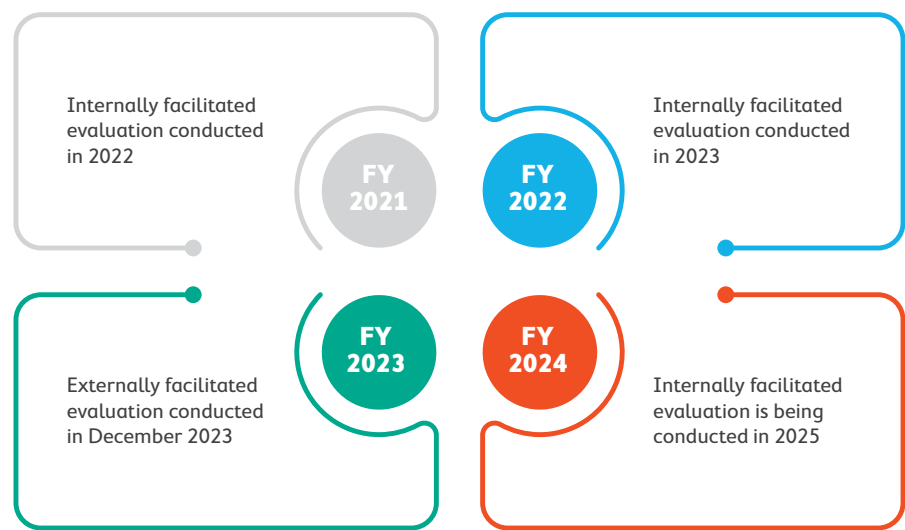 Internally facilitated
evaluation conducted
in 2022
FY
2021
FY
2022
Internally facilitated
evaluation conducted
in 2023
Externally facilitated
evaluation conducted
in December 2023
FY
2023
FY
2024
Internally facilitated
evaluation is being
conducted in 2025